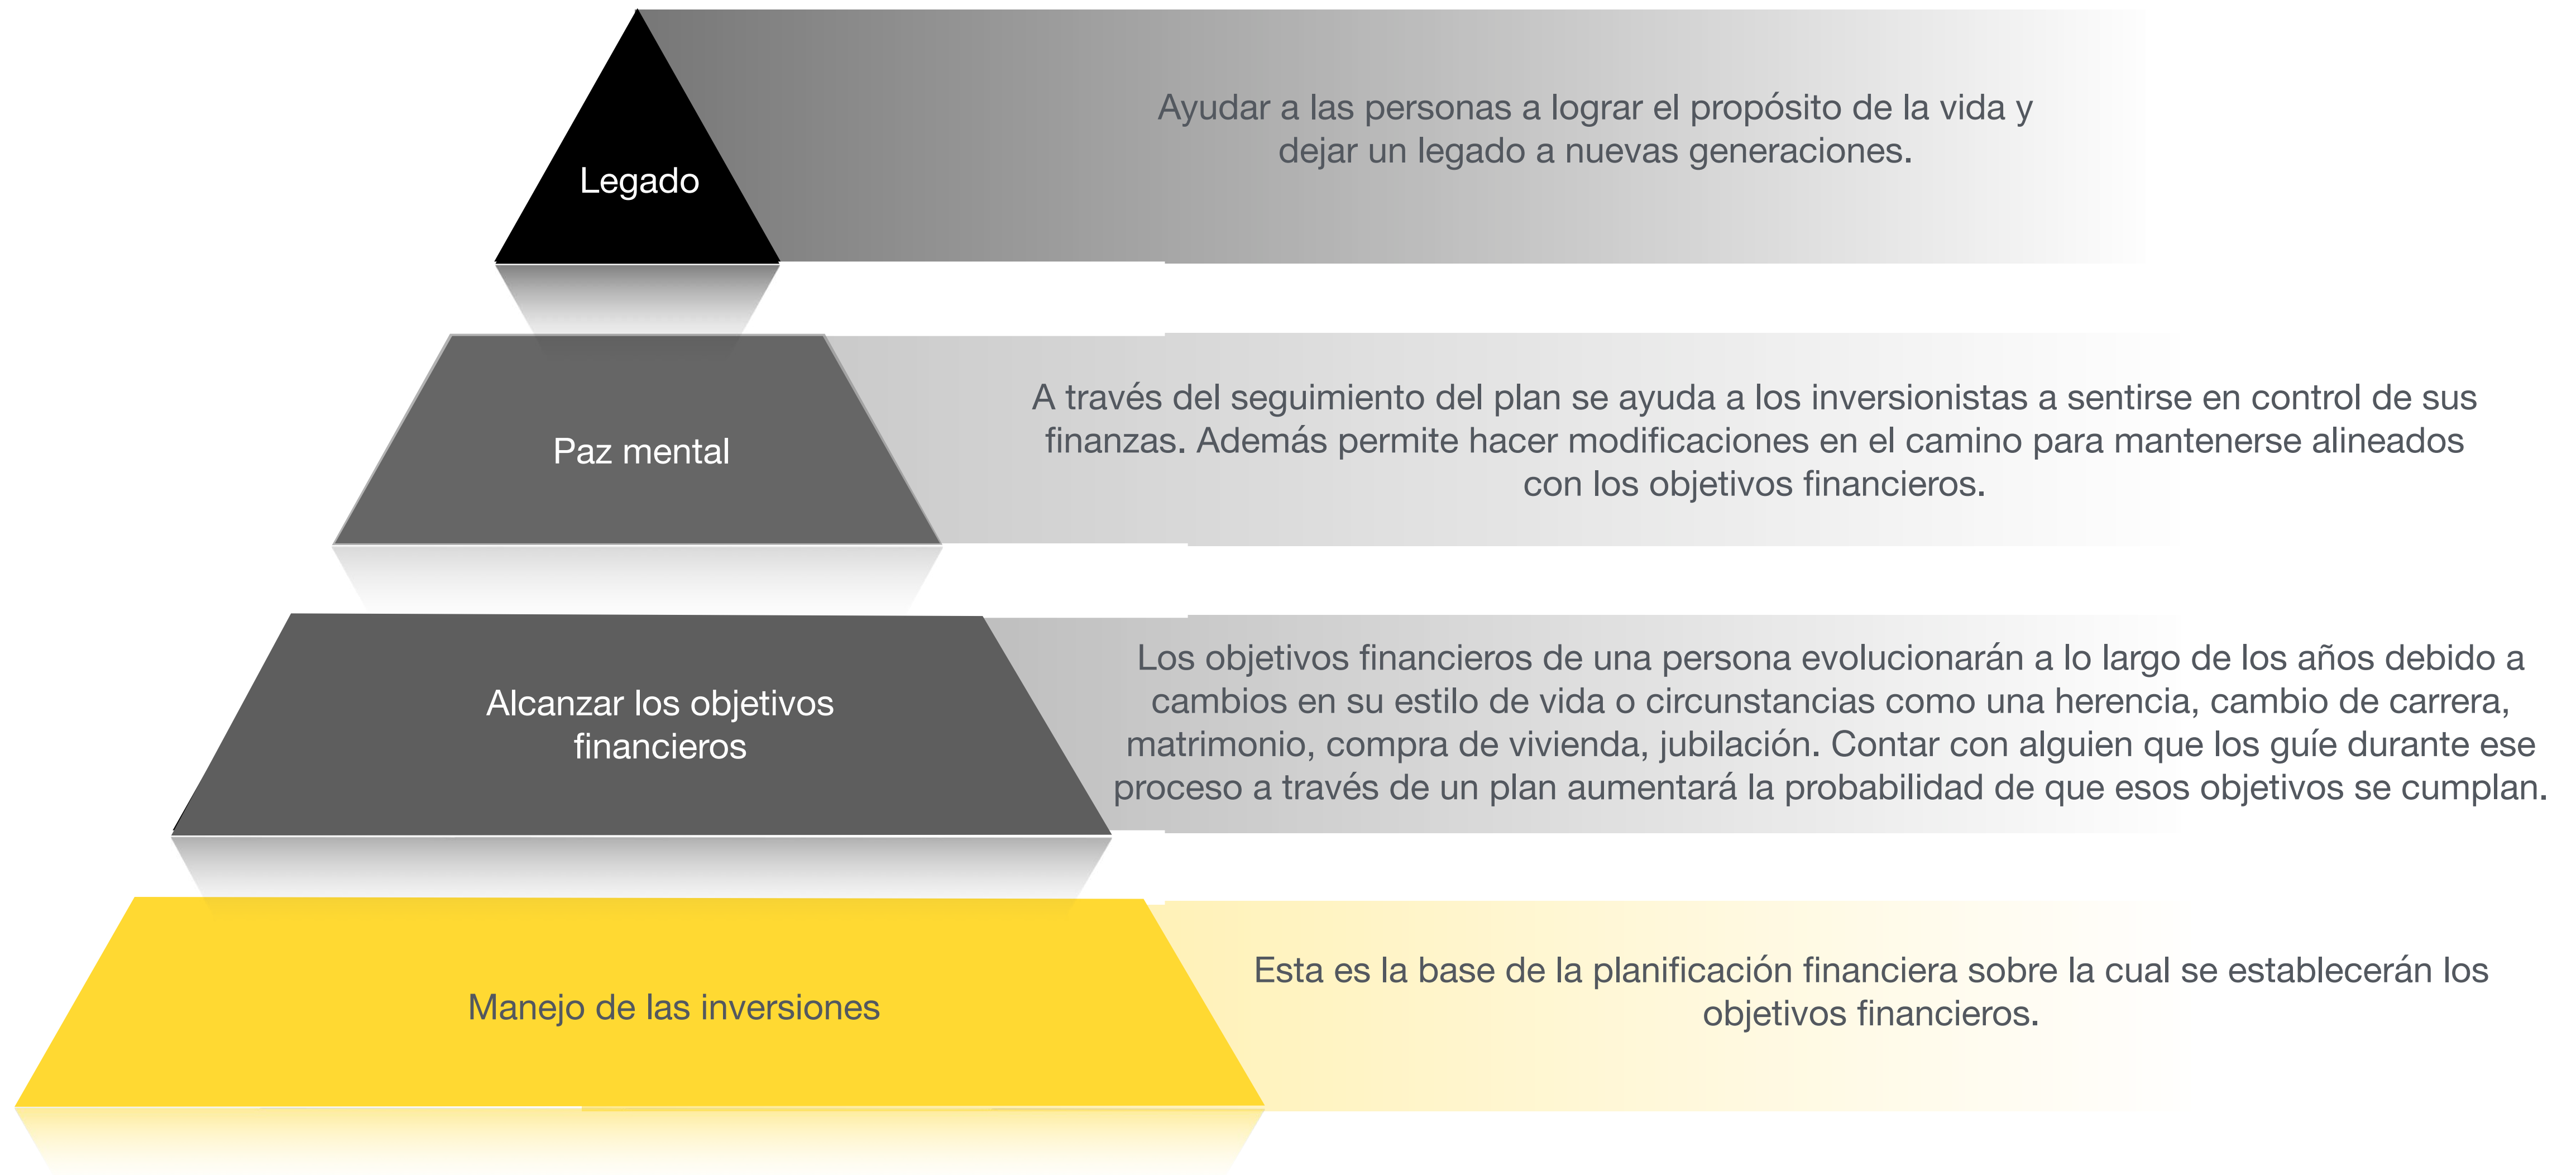 Legado
Ayudar a las personas a lograr el propósito de la vida y
dejar un legado a nuevas generaciones.
Paz mental
A través del seguimiento del plan se ayuda a los inversionistas a sentirse en control de sus
finanzas. Además permite hacer modificaciones en el camino para mantenerse alineados
con los objetivos financieros.
Alcanzar los objetivos
financieros
Los objetivos financieros de una persona evolucionarán a lo largo de los años debido a
cambios en su estilo de vida o circunstancias como una herencia, cambio de carrera,
matrimonio, compra de vivienda, jubilación. Contar con alguien que los guíe durante ese
proceso a través de un plan aumentará la probabilidad de que esos objetivos se cumplan.
Manejo de las inversiones
Esta es la base de la planificación financiera sobre la cual se establecerán los
objetivos financieros.